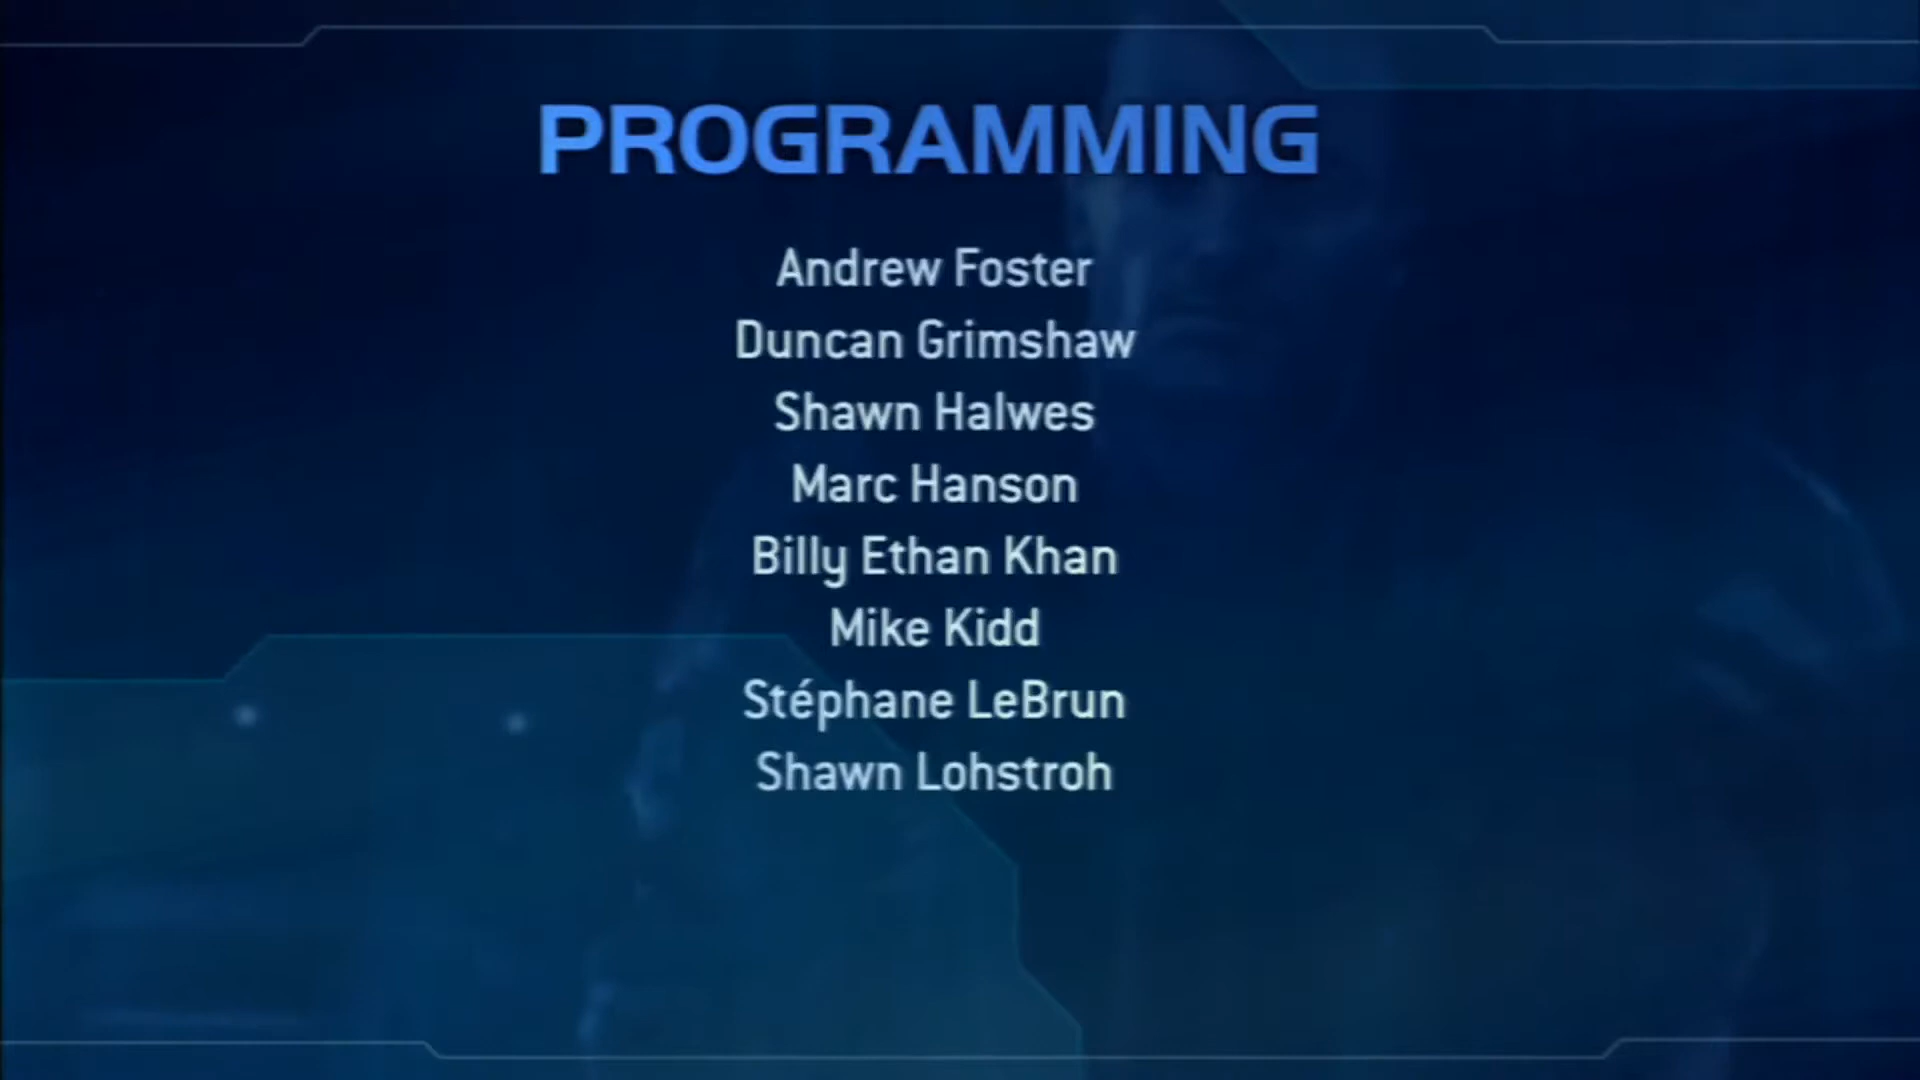 PROGRAMMING
Andrew Foster
Duncan Grimshaw
Shawn Halwes
Marc Hanson
Billy Ethan Khan
Mike Kidd
Stéphane LeBrun
Shawn Lohstroh